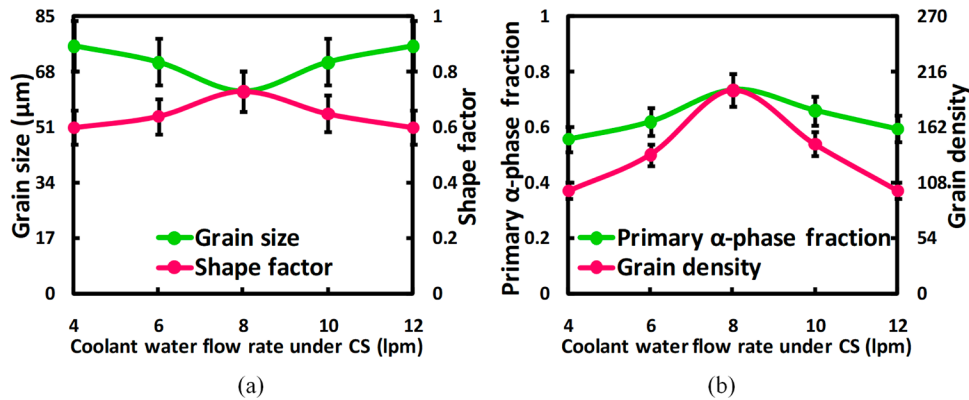 85
68
51
34
17
0
Grain size (µm)
1
0.8
0.6
0.4
0.2
0
Shape factor
Grain size
Shape factor
4 6 8 10 12
Coolant water flow rate under CS (lpm)
(a)
1
0.8
0.6
0.4
0.2
0
Primary α-phase fraction
270
216
162
108
54
0
Grain density
Primary α-phase fraction
Grain density
4 6 8 10 12
Coolant water flow rate under CS (lpm)
(b)